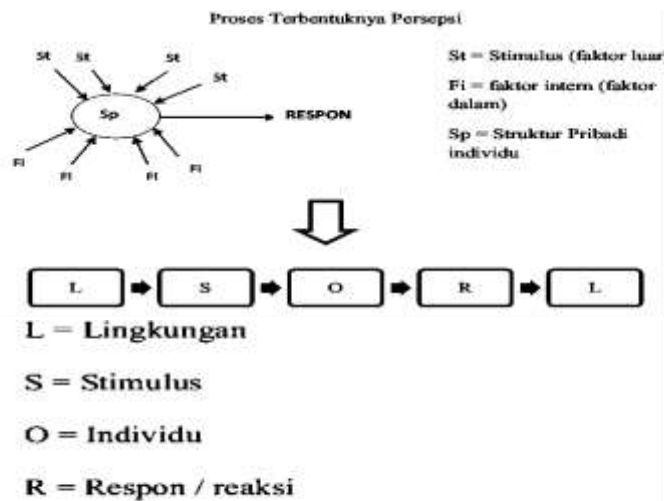 Proses Terbentuknya Persepsi
St St St St
Sp
RESPON
Fi Fi Fi Fi
St = Stimulus (faktor luar
Fi = faktor intern (faktor
dalam)
Sp = Struktur Pribadi
individu
L S O R L
L = Lingkungan
S = Stimulus
O = Individu
R = Respon / reaksi